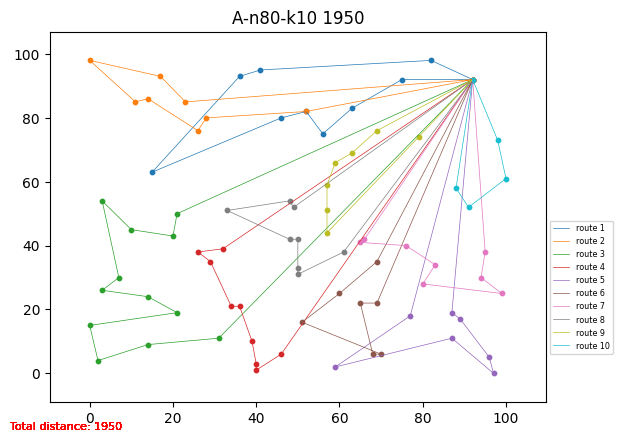 A-n80-k10 1950
100
80
60
40
20
0
0 20 40 60 80 100
route 1
route 2
route 3
route 4
route 5
route 6
route 7
route 8
route 9
route 10
Total distance: 1950